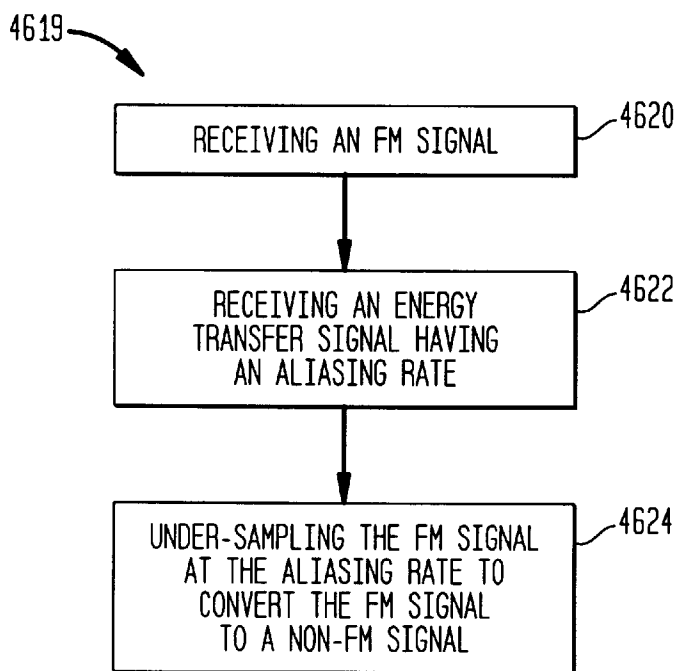 4619
RECEIVING AN FM SIGNAL
4620
RECEIVING AN ENERGY
TRANSFER SIGNAL HAVING
AN ALIASING RATE
4622
UNDER-SAMPLING THE FM SIGNAL
AT THE ALIASING RATE TO
CONVERT THE FM SIGNAL
TO A NON-FM SIGNAL
4624